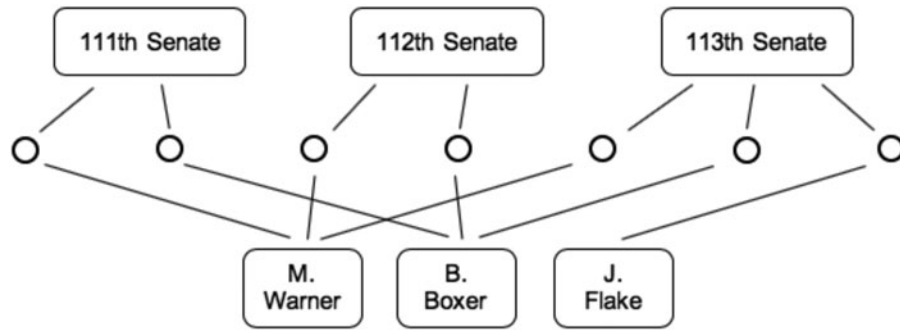 111th Senate
112th Senate
113th Senate
M.
Warner
B.
Boxer
J.
Flake